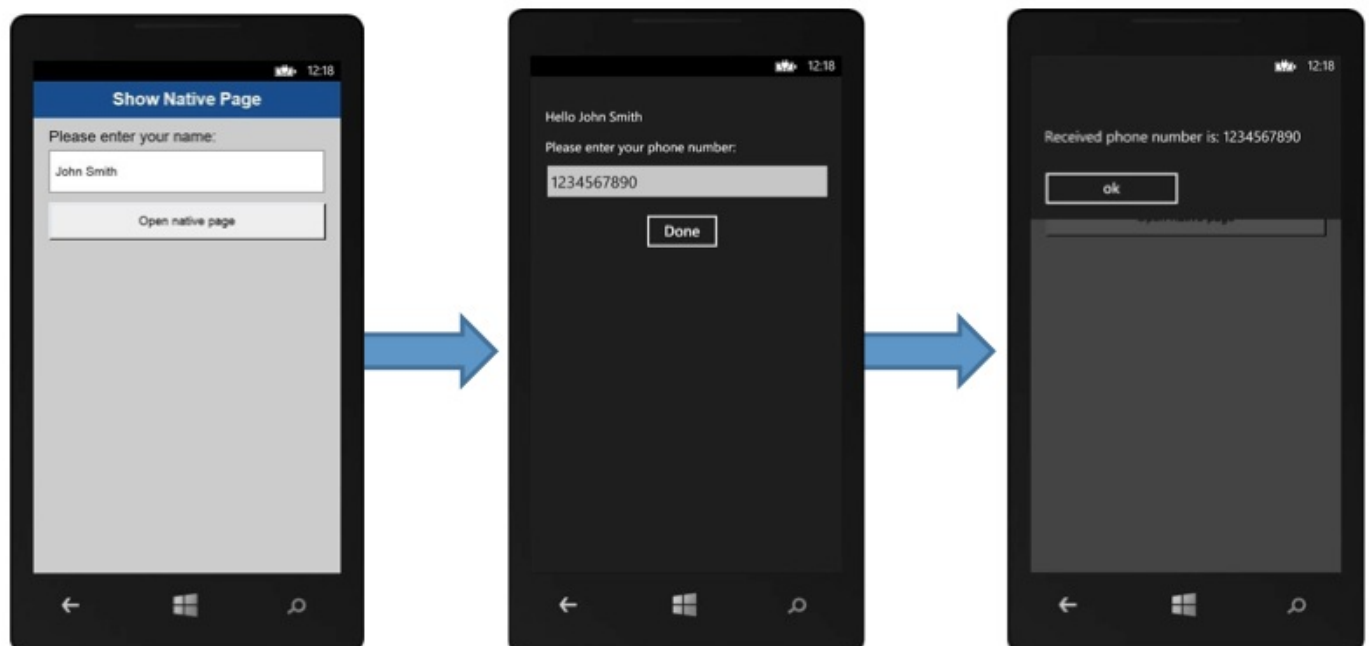 12:18
Show Native Page
Please enter your name:
John Smith
Open native page
12:18
Hello John Smith
Please enter your phone number:
1234567890
Done
12:18
Received phone number is: 1234567890
ok